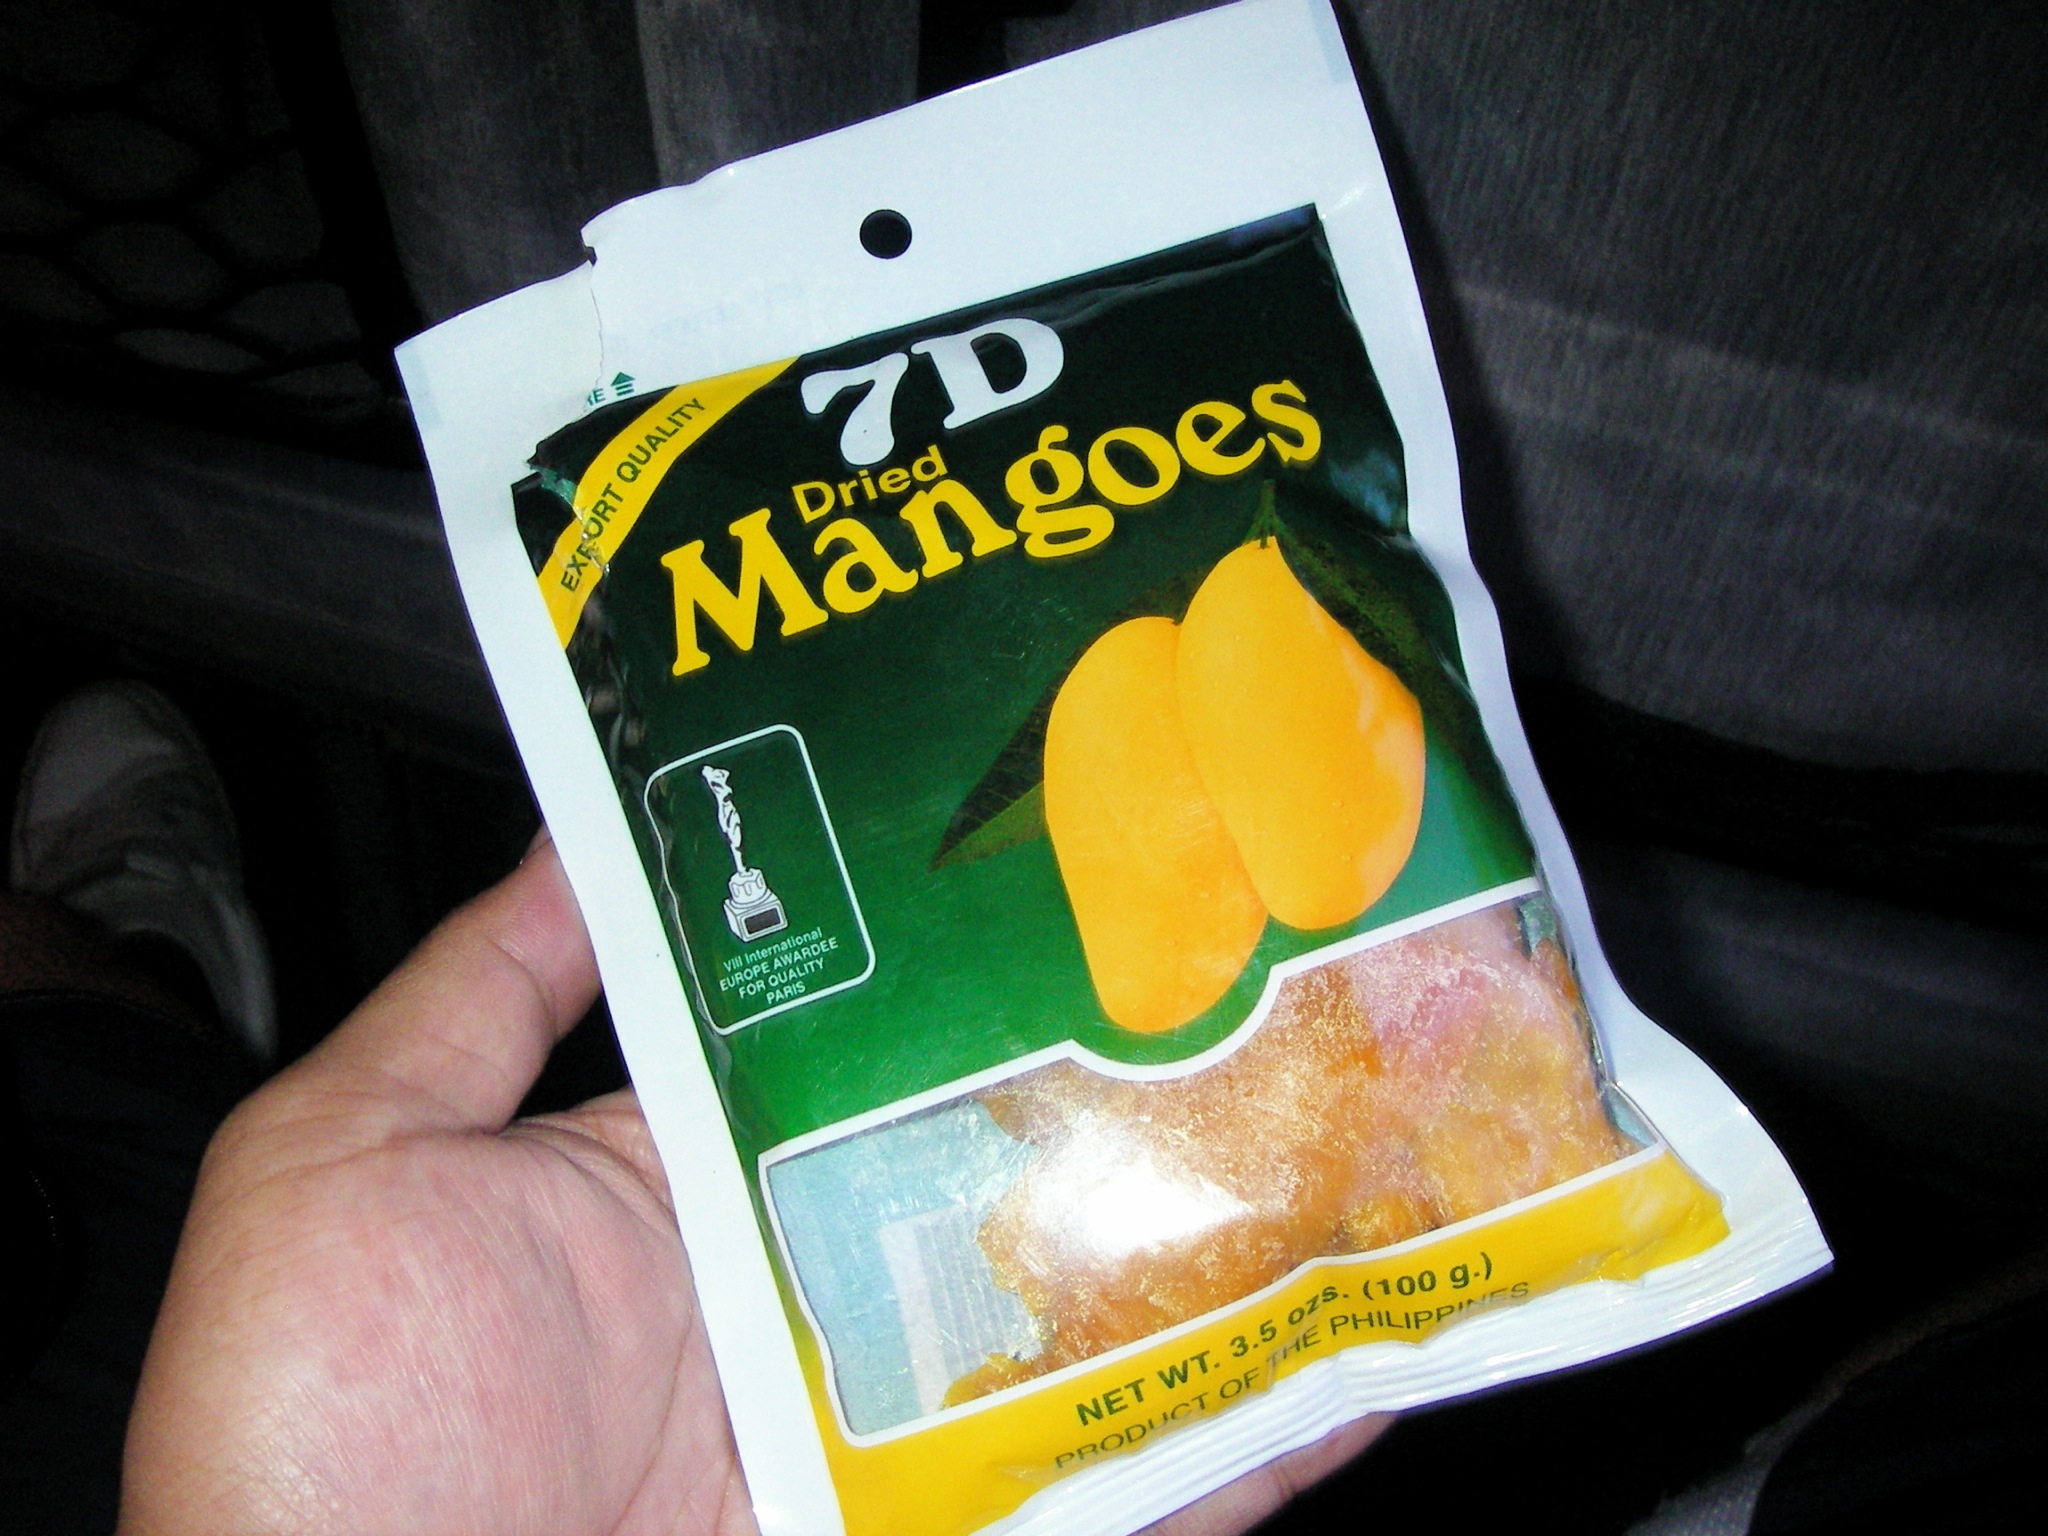 EXPORT QUALITY
7D
Dried
Mangoes
VIII International
EUROPE AWARDEE
FOR QUALITY
PARIS
NET WT. 3.5 ozs. (100 g.)
PRODUCT OF THE PHILIPPINES